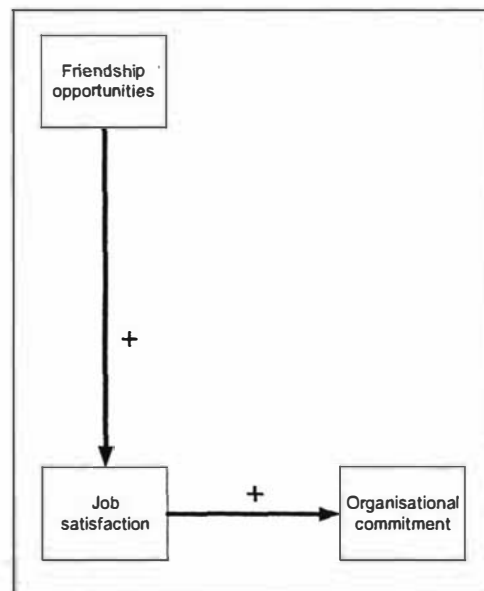 Friendship
opportunities
+
Job
satisfaction
+
Organisational
commitment